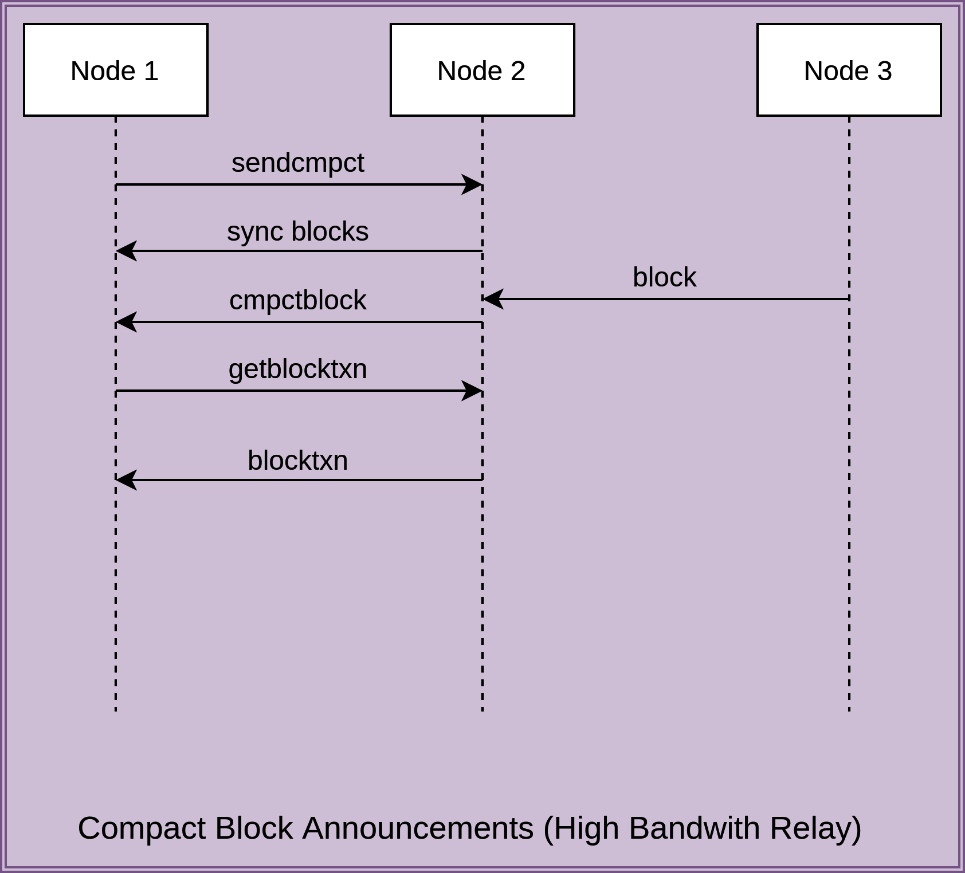 Node 1
Node 2
Node 3
sendcmpct
sync blocks
block
cmpctblock
getblocktxn
blocktxn
Compact Block Announcements (High Bandwith Relay)